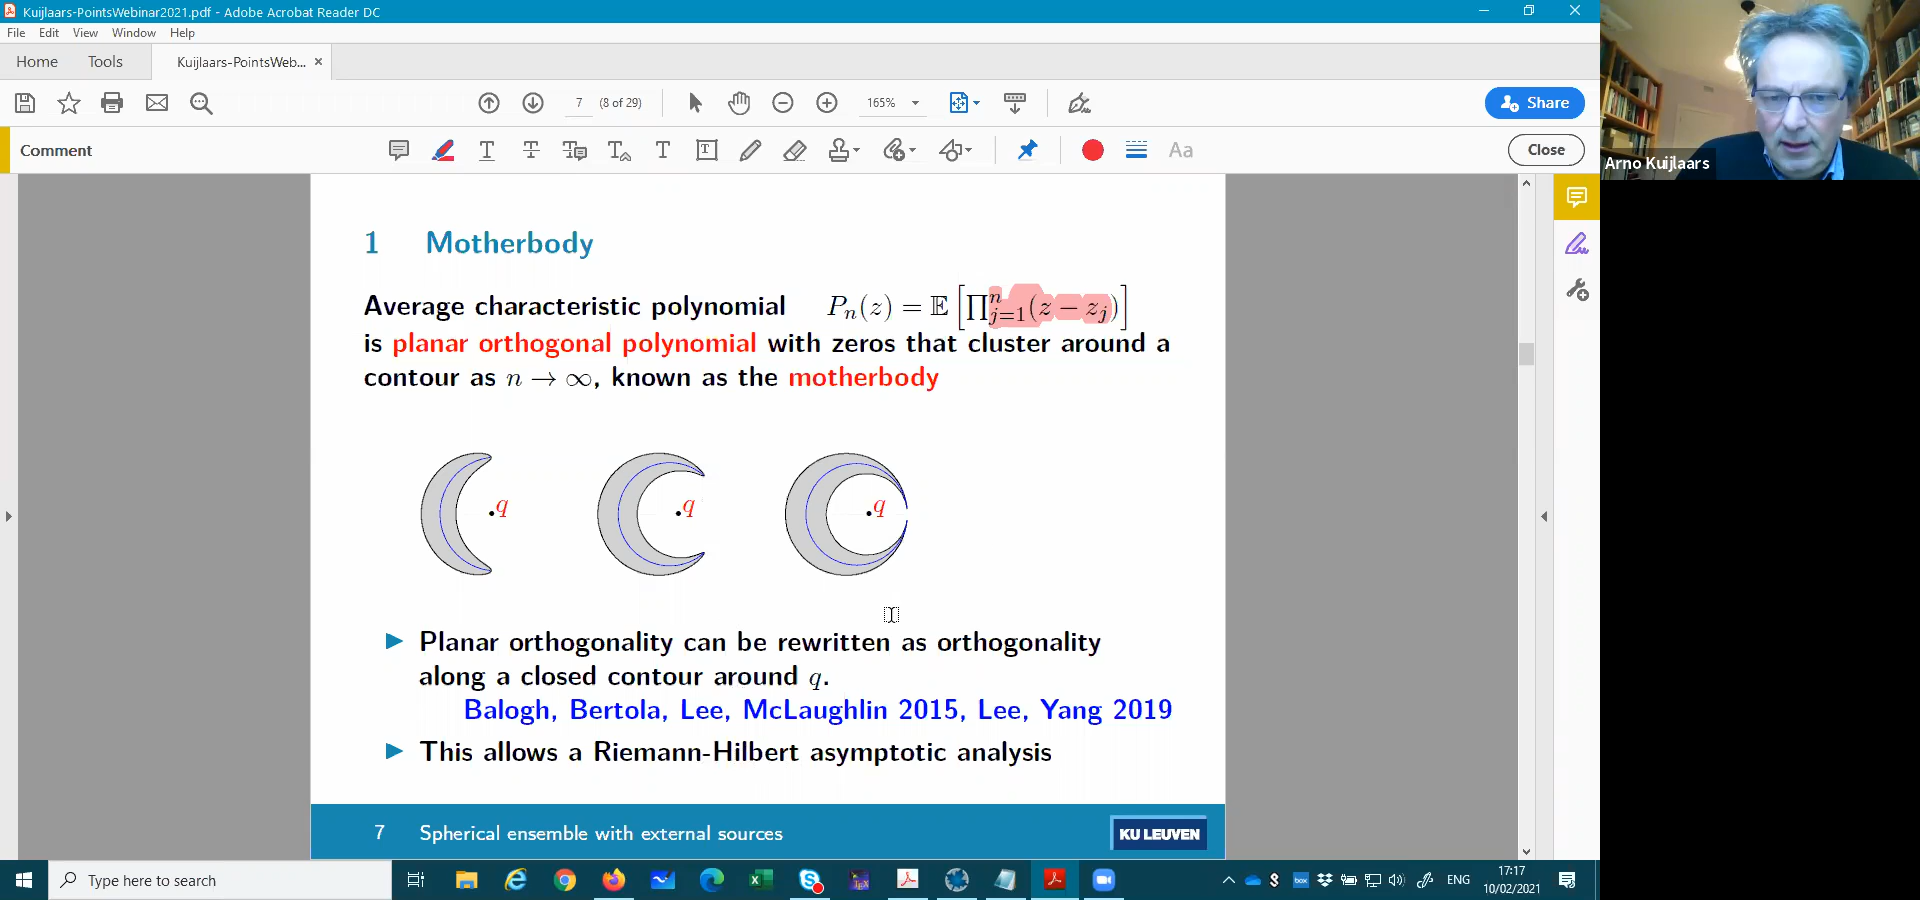 Kuijlaars-PointsWebinar2021.pdf - Adobe Acrobat Reader DC
File Edit View Window Help
Home Tools Kuijlaars-PointsWeb... ×
7 (8 of 29) 165% Share
Comment Aa Close
Arno Kuijlaars
1 Motherbody
Average characteristic polynomial P_n(z) = 𝔼[∏_{j=1}^n (z − z_j)]
is planar orthogonal polynomial with zeros that cluster around a
contour as n → ∞, known as the motherbody
q q q
► Planar orthogonality can be rewritten as orthogonality
along a closed contour around q.
Balogh, Bertola, Lee, McLaughlin 2015, Lee, Yang 2019
► This allows a Riemann-Hilbert asymptotic analysis
7 Spherical ensemble with external sources KU LEUVEN
Type here to search ENG 17:17
10/02/2021